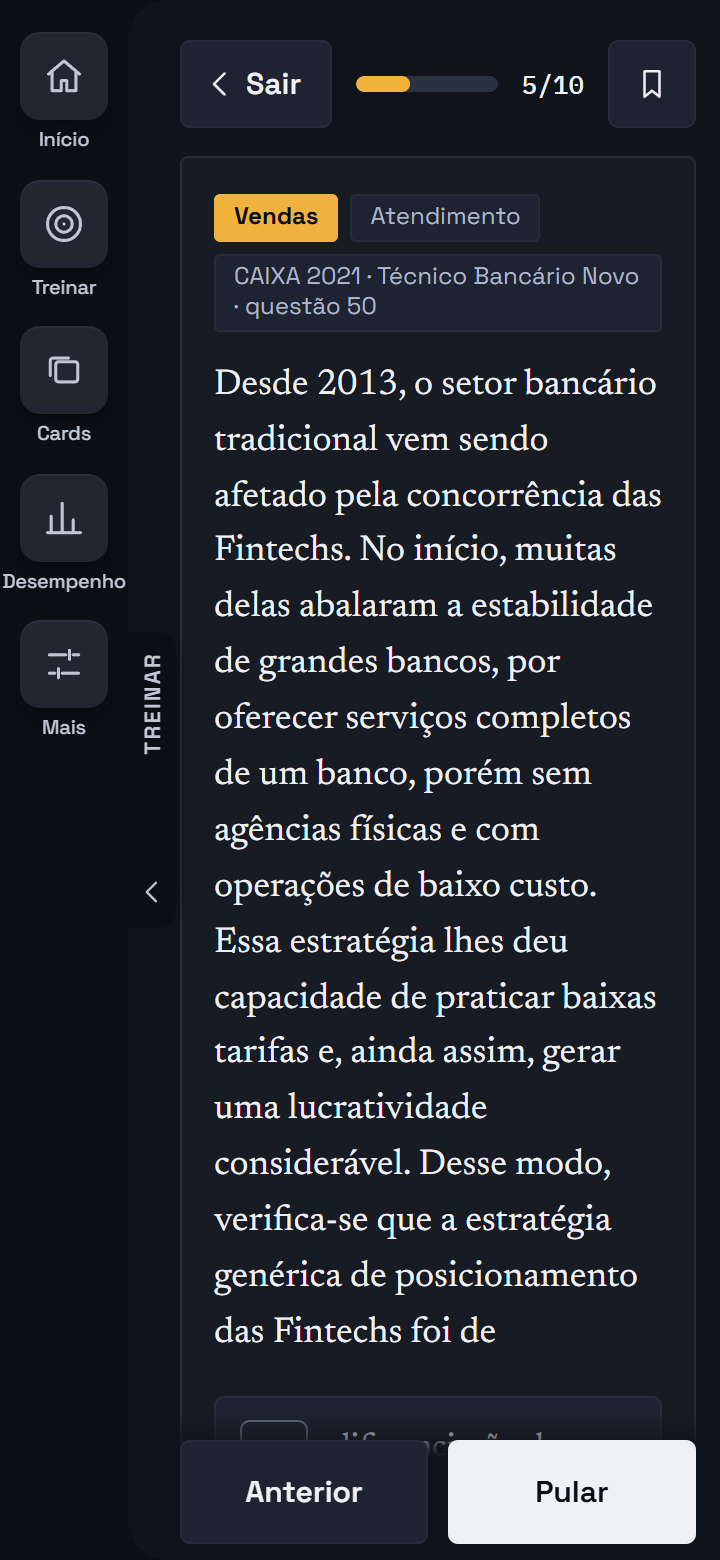 Início
Treinar
Cards
Desempenho
Mais
TREINAR
Sair
5/10
Vendas
Atendimento
CAIXA 2021 · Técnico Bancário Novo
· questão 50
Desde 2013, o setor bancário
tradicional vem sendo
afetado pela concorrência das
Fintechs. No início, muitas
delas abalaram a estabilidade
de grandes bancos, por
oferecer serviços completos
de um banco, porém sem
agências físicas e com
operações de baixo custo.
Essa estratégia lhes deu
capacidade de praticar baixas
tarifas e, ainda assim, gerar
uma lucratividade
considerável. Desse modo,
verifica-se que a estratégia
genérica de posicionamento
das Fintechs foi de
Anterior
Pular